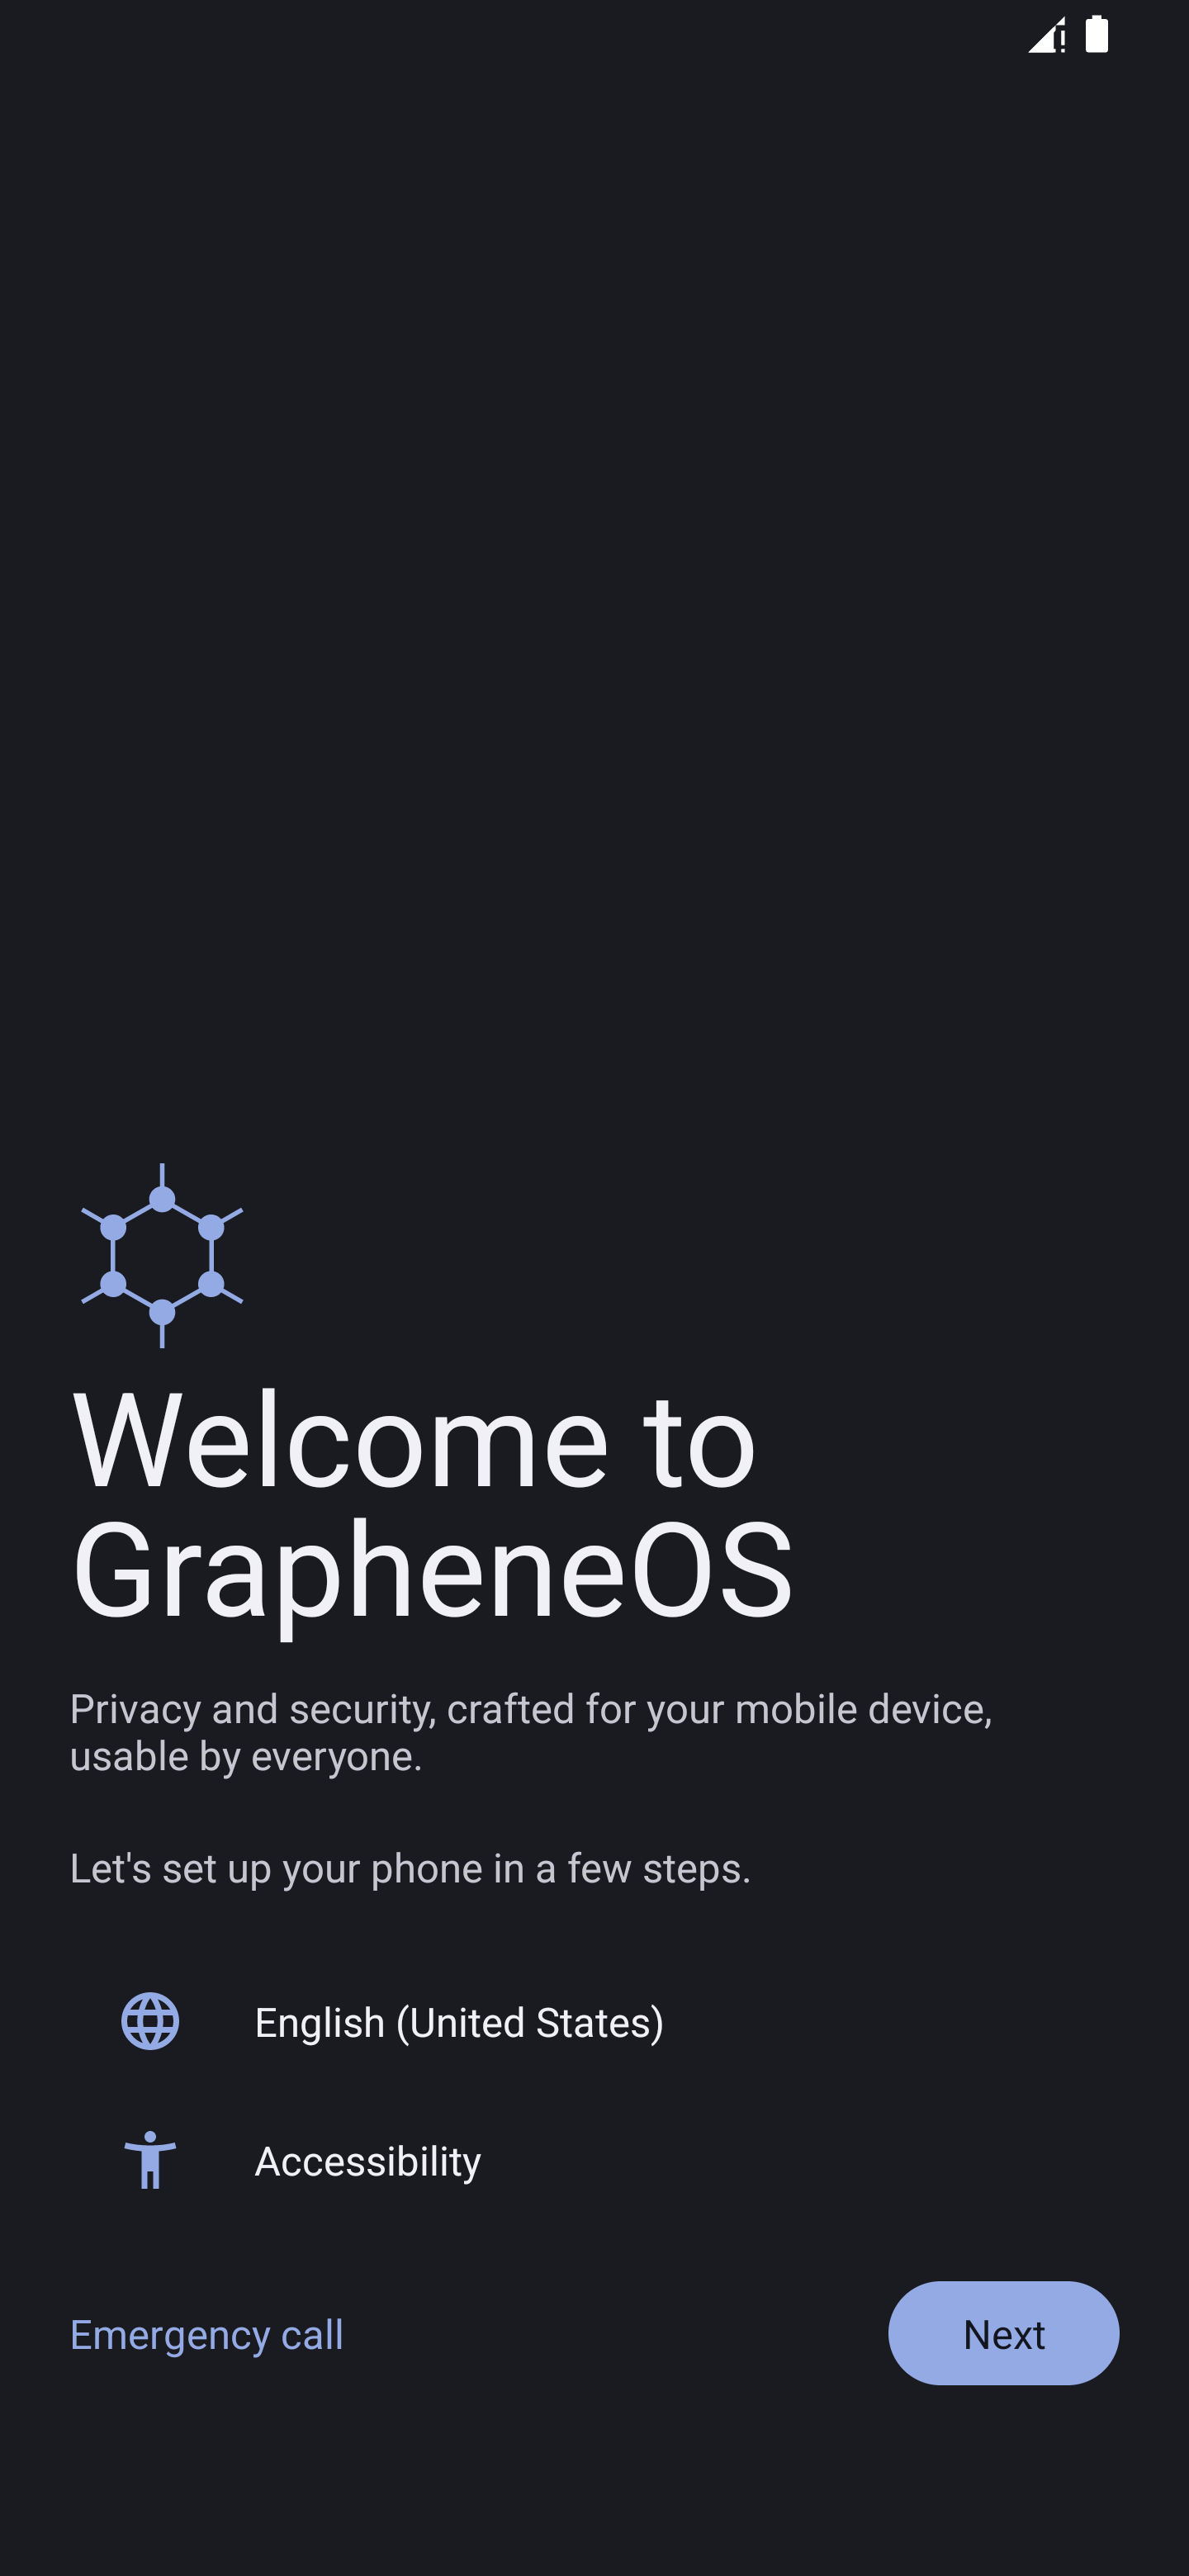 Welcome to
GrapheneOS
Privacy and security, crafted for your mobile device,
usable by everyone.
Let's set up your phone in a few steps.
English (United States)
Accessibility
Emergency call
Next